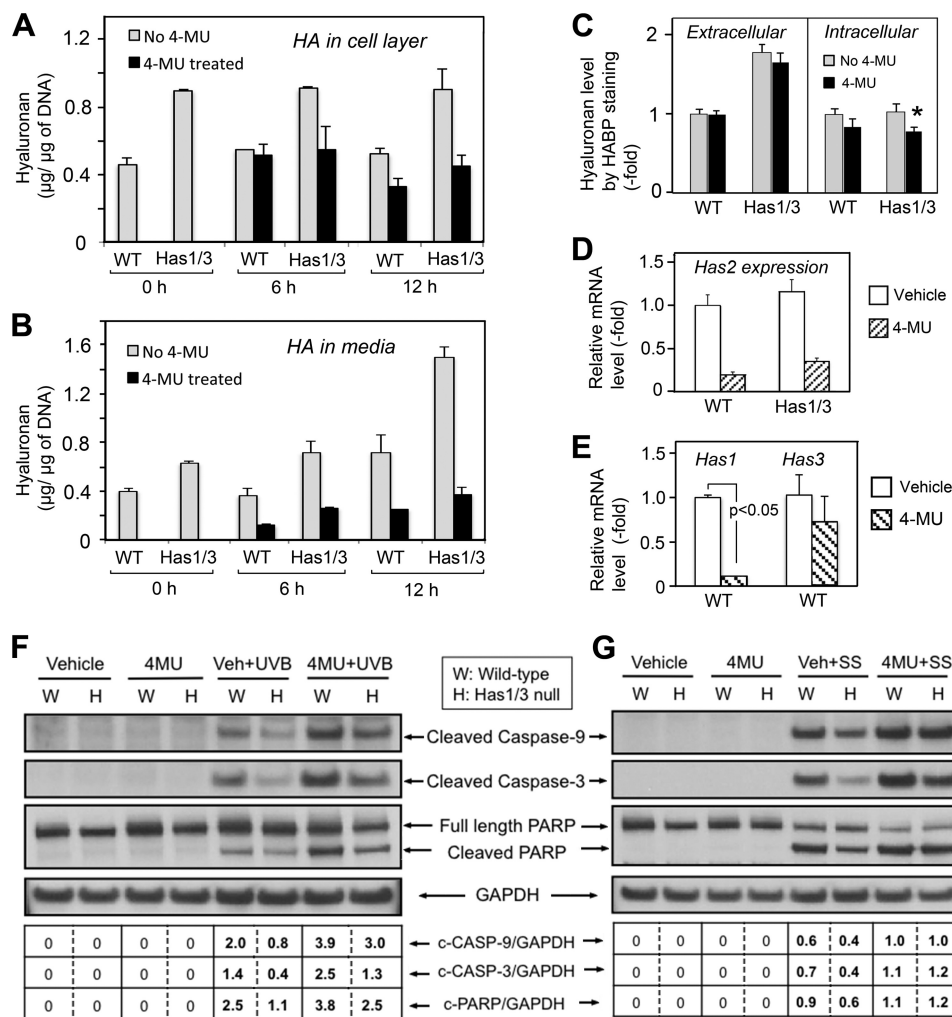 A
1.2
0.8
0.4
0
Hyaluronan
(µg/ µg of DNA)
No 4-MU
4-MU treated
HA in cell layer
WT Has1/3 WT Has1/3 WT Has1/3
0 h 6 h 12 h
B
1.6
1.2
0.8
0.4
0
Hyaluronan
(µg/ µg of DNA)
No 4-MU
4-MU treated
HA in media
WT Has1/3 WT Has1/3 WT Has1/3
0 h 6 h 12 h
C
2
1
0
Hyaluronan level
by HABP staining
(-fold)
Extracellular Intracellular
No 4-MU
4-MU
*
WT Has1/3 WT Has1/3
D
1.5
1.0
0.5
0
Relative mRNA
level (-fold)
Has2 expression
Vehicle
4-MU
WT Has1/3
E
1.5
1.0
0.5
0
Relative mRNA
level (-fold)
Has1 Has3
p<0.05
Vehicle
4-MU
WT WT
F
Vehicle 4MU Veh+UVB 4MU+UVB
W H W H W H W H
W: Wild-type
H: Has1/3 null
G
Vehicle 4MU Veh+SS 4MU+SS
W H W H W H W H
Cleaved Caspase-9
Cleaved Caspase-3
Full length PARP
Cleaved PARP
GAPDH
0 0 0 0 2.0 0.8 3.9 3.0 c-CASP-9/GAPDH 0 0 0 0 0.6 0.4 1.0 1.0
0 0 0 0 1.4 0.4 2.5 1.3 c-CASP-3/GAPDH 0 0 0 0 0.7 0.4 1.1 1.2
0 0 0 0 2.5 1.1 3.8 2.5 c-PARP/GAPDH 0 0 0 0 0.9 0.6 1.1 1.2